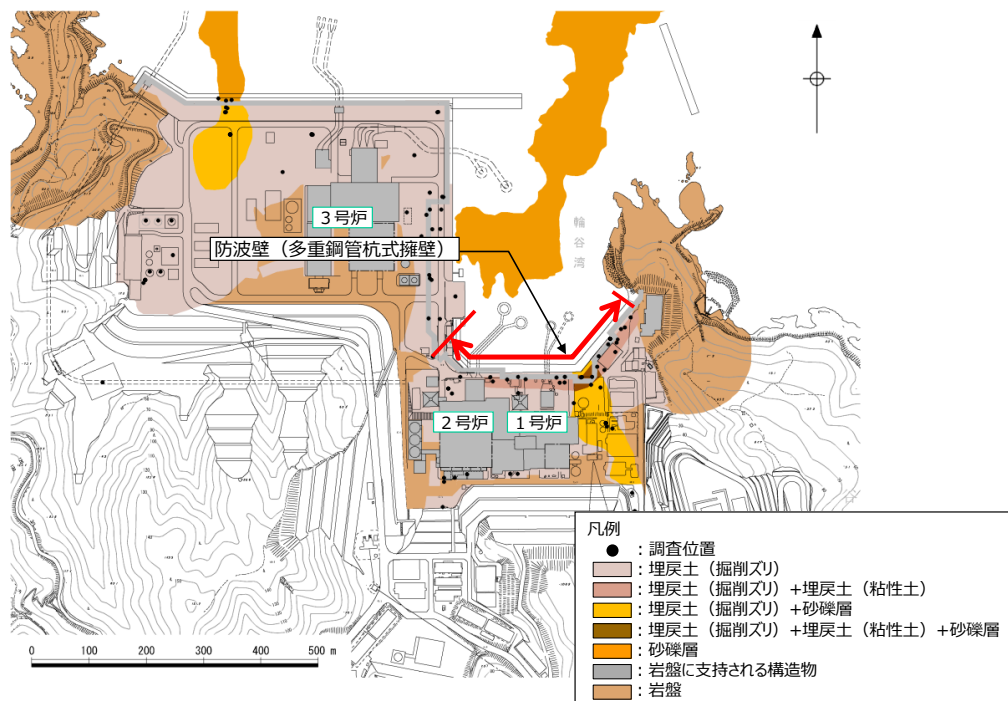 輪谷湾
3号炉
防波壁（多重鋼管杭式擁壁）
2号炉
1号炉
凡例
●：調査位置
：埋戻土（掘削ズリ）
：埋戻土（掘削ズリ）+埋戻土（粘性土）
：埋戻土（掘削ズリ）+砂礫層
：埋戻土（掘削ズリ）+埋戻土（粘性土）+砂礫層
：砂礫層
：岩盤に支持される構造物
：岩盤
0 100 200 300 400 500 m